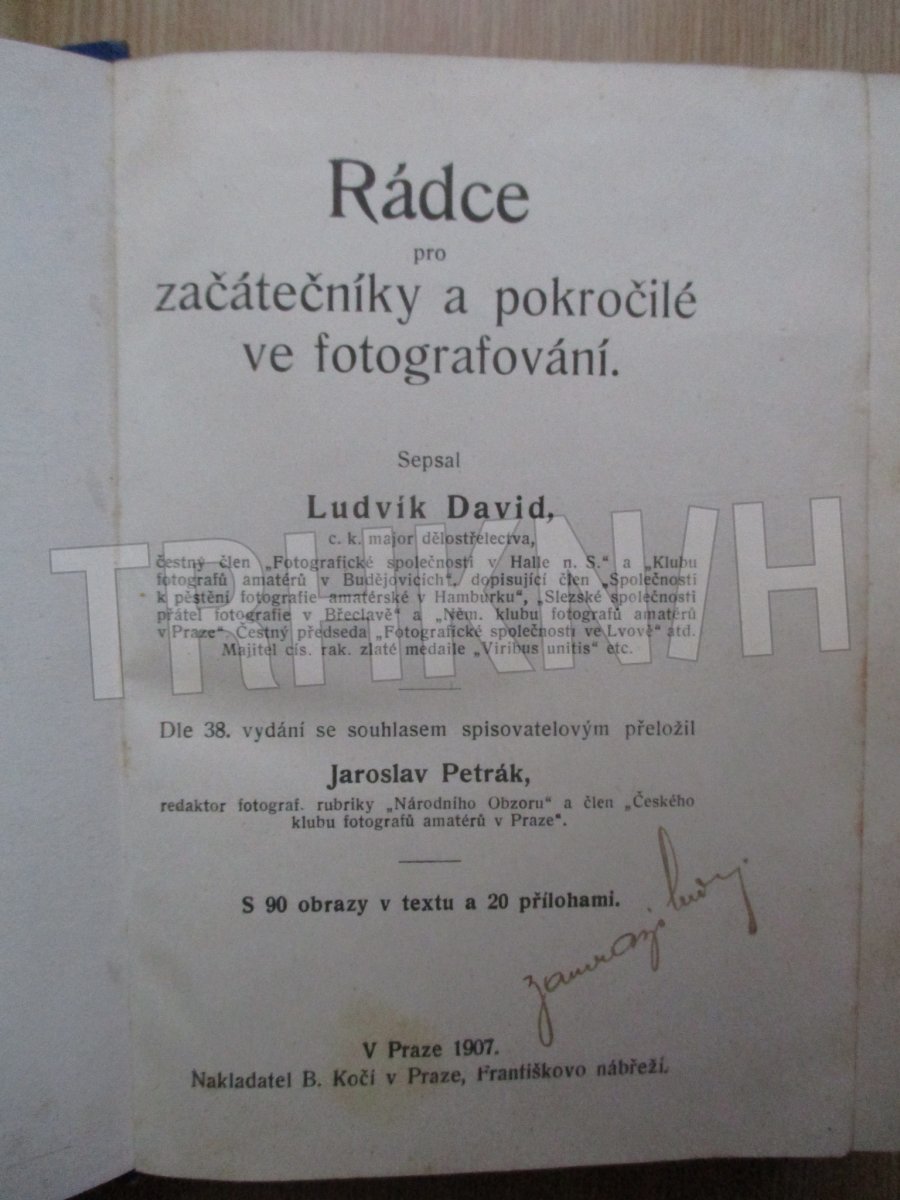 Rádce
pro
začátečníky a pokročilé
ve fotografování.
Sepsal
Ludvík David,
c. k. major dělostřelectva,
čestný člen „Fotografické společnosti v Halle n. S.“ a „Klubu
fotografů amatérů v Budějovicích“, dopisující člen „Společnosti
k pěstění fotografie amatérské v Hamburku“, „Slezské společnosti
přátel fotografie v Břeclavě“ a „Něm. klubu fotografů amatérů
v Praze“. Čestný předseda „Fotografické společnosti ve Lvově“ atd.
Majitel cís. rak. zlaté medaile „Viribus unitis“ etc.
TRHKNVH
Dle 38. vydání se souhlasem spisovatelovým přeložil
Jaroslav Petrák,
redaktor fotograf. rubriky „Národního Obzoru“ a člen „Českého
klubu fotografů amatérů v Praze“.
S 90 obrazy v textu a 20 přílohami.
V Praze 1907.
Nakladatel B. Kočí v Praze, Františkovo nábřeží.